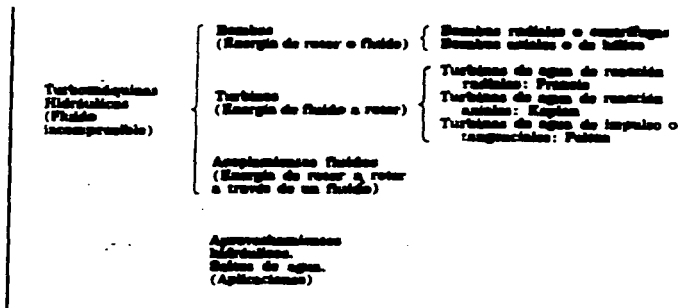 Turbomáquinas
Hidráulicas
(Fluido
incompresible)
Bombas
(Energía de rotor a fluido)
Bombas radiales o centrífugas
Bombas axiales o de hélice
Turbinas
(Energía de fluido a rotor)
Turbinas de agua de reacción
radiales: Francis
Turbinas de agua de reacción
axiales: Kaplan
Turbinas de agua de impulso o
tangenciales: Pelton
Acoplamientos fluidos
(Energía de rotor a rotor
a través de un fluido)
Aprovechamientos
hidráulicos.
Saltos de agua.
(Aplicaciones)